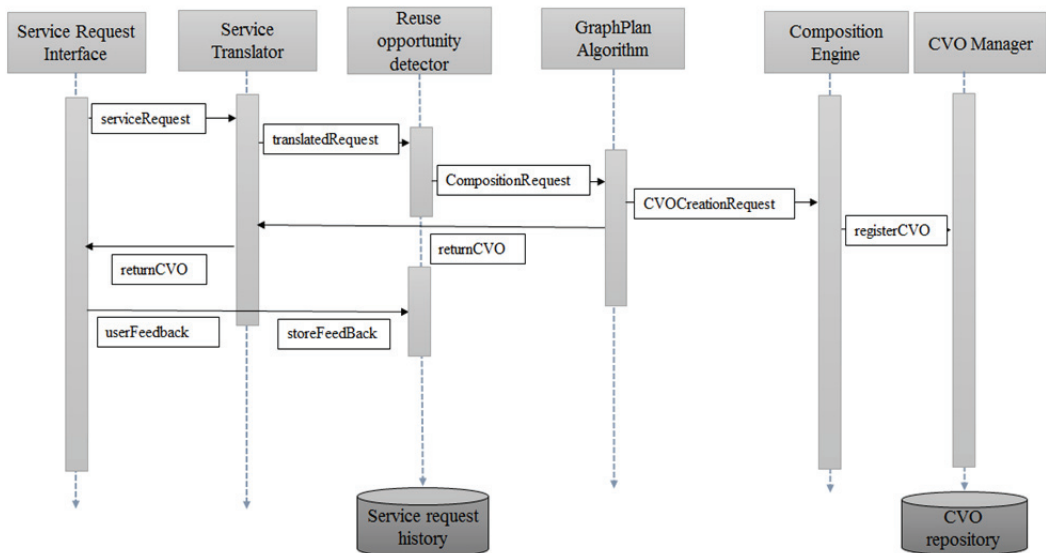 Service Request
Interface
Service
Translator
Reuse
opportunity
detector
GraphPlan
Algorithm
Composition
Engine
CVO Manager
serviceRequest
translatedRequest
CompositionRequest
CVOCreationRequest
registerCVO
returnCVO
returnCVO
userFeedback
storeFeedBack
Service request
history
CVO
repository